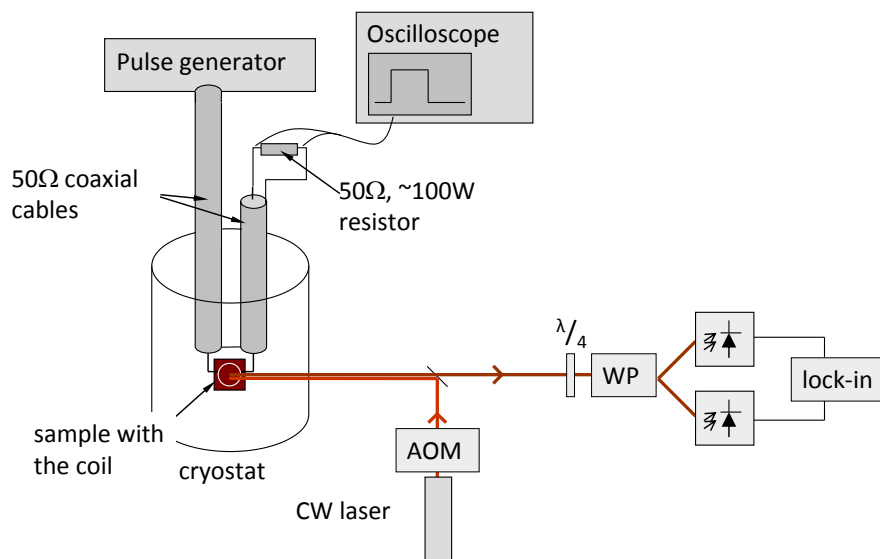 Pulse generator
Oscilloscope
50Ω coaxial
cables
50Ω, ~100W
resistor
λ/4
WP
lock-in
sample with
the coil
cryostat
AOM
CW laser